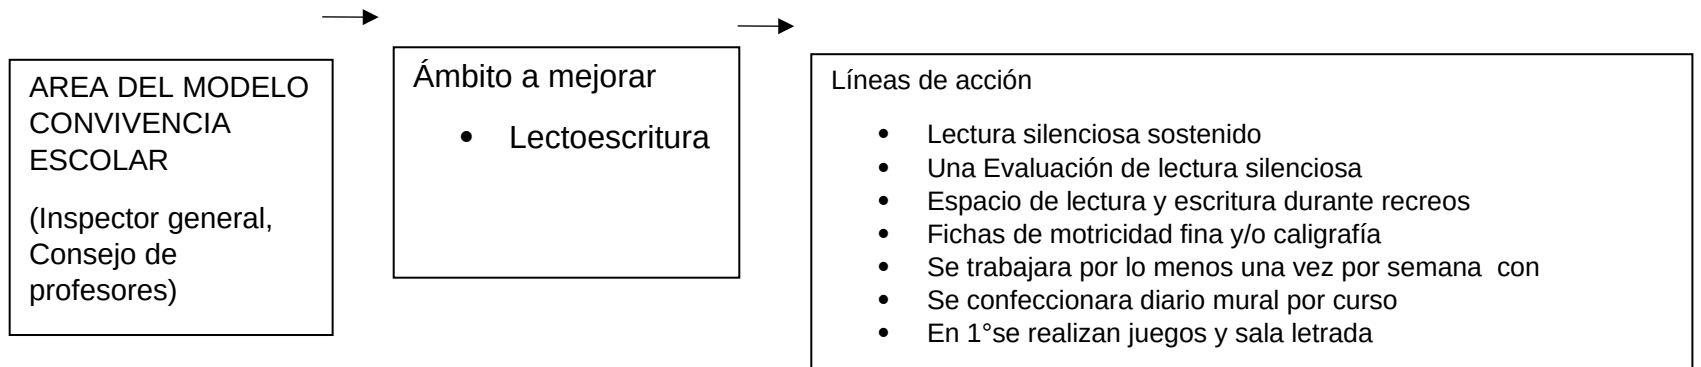 AREA DEL MODELO
CONVIVENCIA
ESCOLAR
(Inspector general,
Consejo de
profesores)
Ámbito a mejorar
• Lectoescritura
Líneas de acción
• Lectura silenciosa sostenido
• Una Evaluación de lectura silenciosa
• Espacio de lectura y escritura durante recreos
• Fichas de motricidad fina y/o caligrafía
• Se trabajara por lo menos una vez por semana  con
• Se confeccionara diario mural por curso
• En 1°se realizan juegos y sala letrada